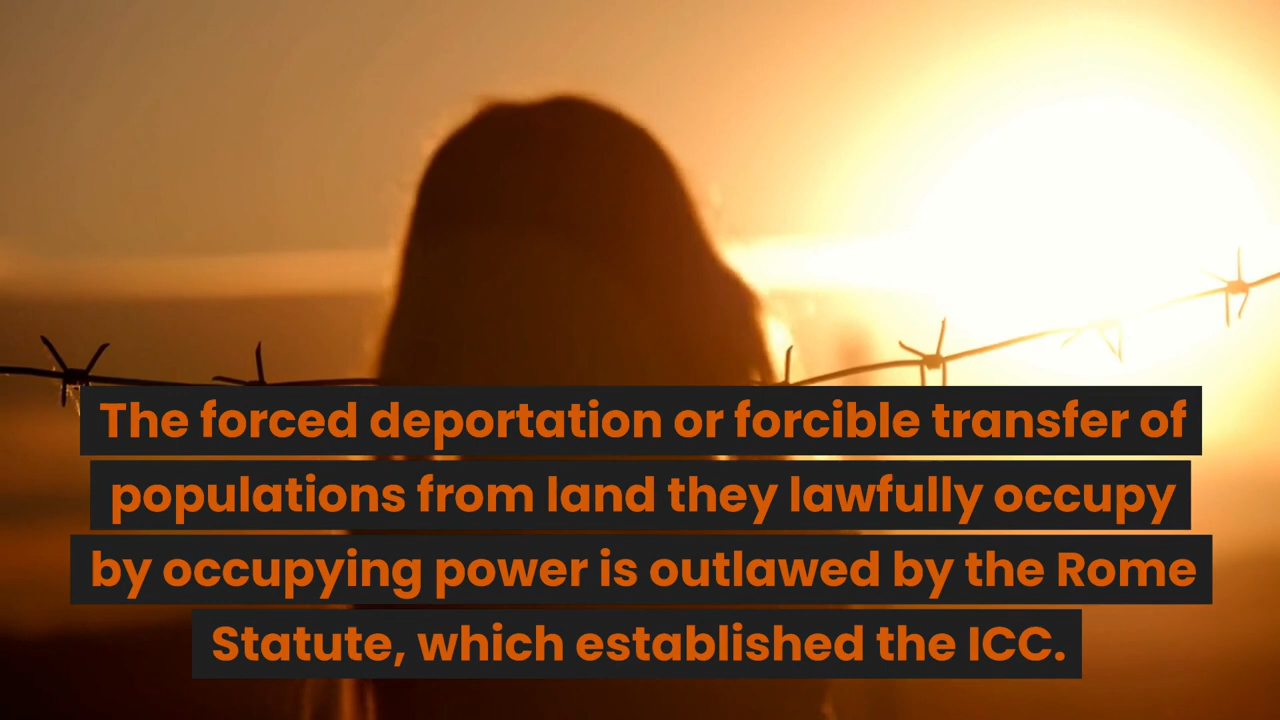 The forced deportation or forcible transfer of
populations from land they lawfully occupy
by occupying power is outlawed by the Rome
Statute, which established the ICC.